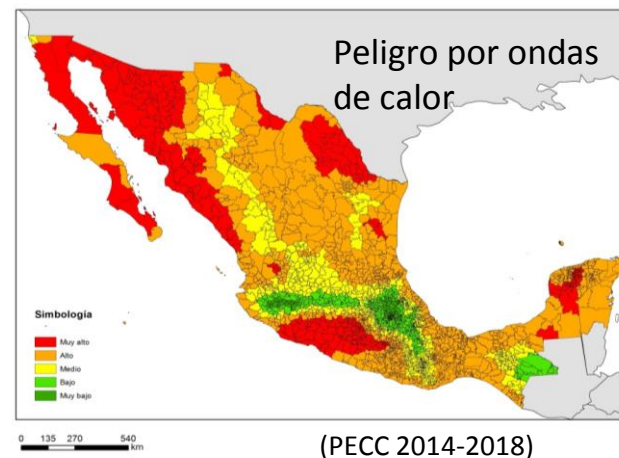 Peligro por ondas
de calor
Simbología
Muy alto
Alto
Medio
Bajo
Muy bajo
0 135 270 540
km
(PECC 2014-2018)